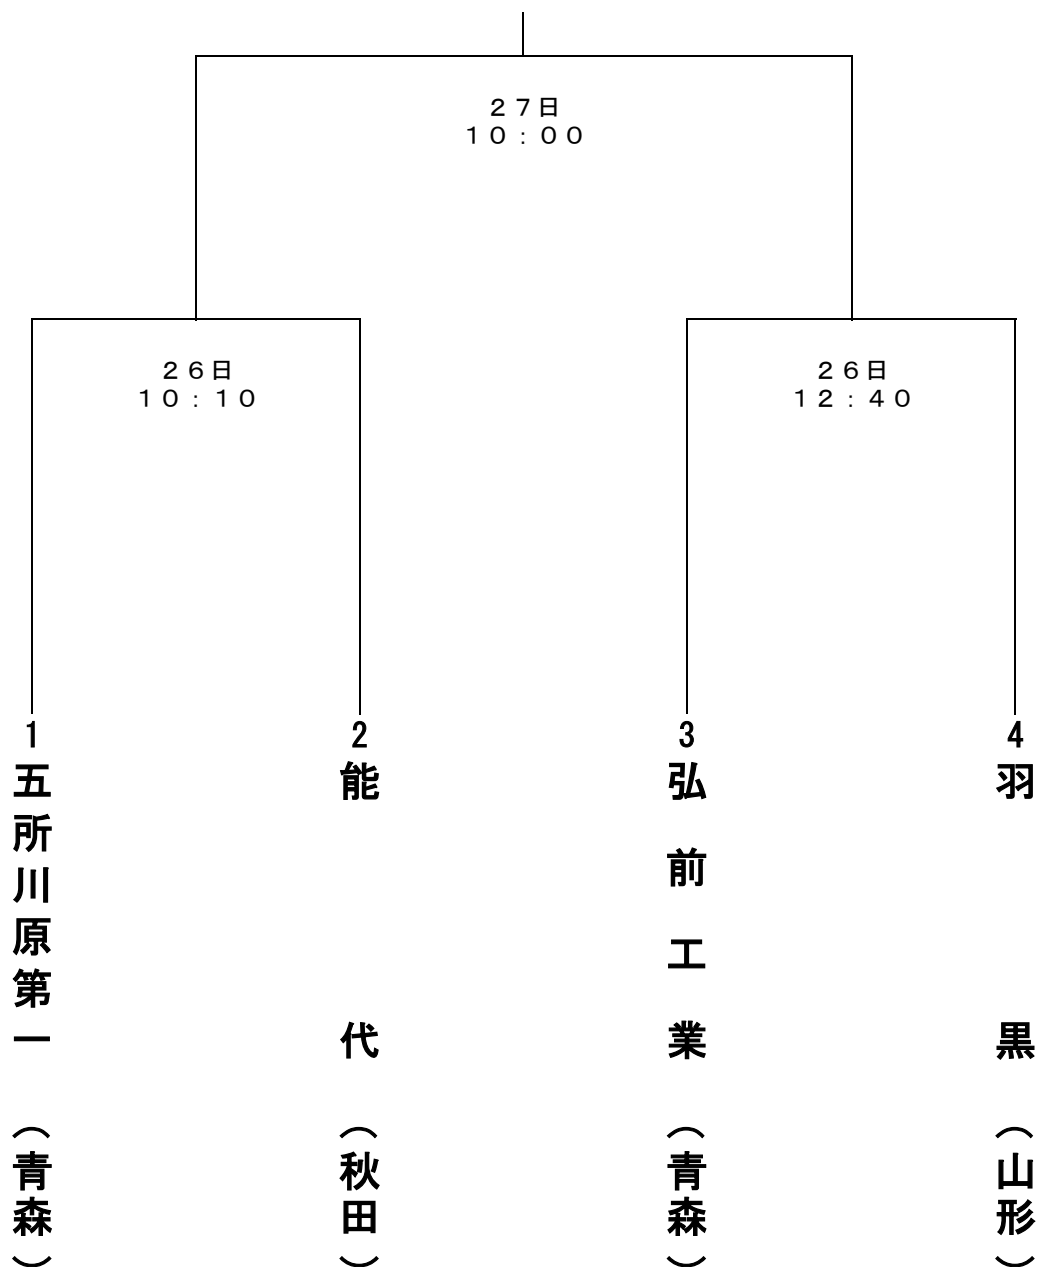 ２７日
１０：００
２６日
１０：１０
２６日
１２：４０
1
五所川原第一（青森）
2
能代（秋田）
3
弘前工業（青森）
4
羽黒（山形）